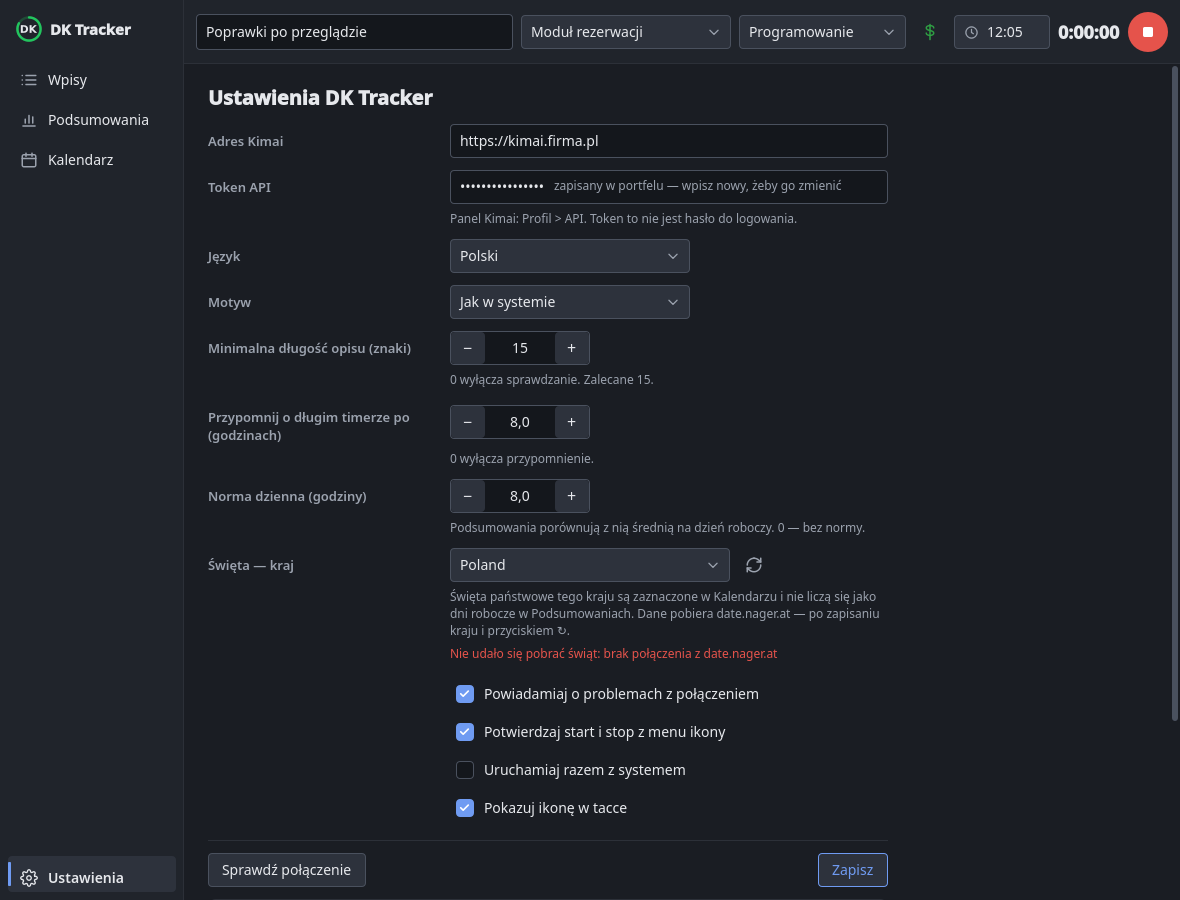 DK DK Tracker
Poprawki po przeglądzie
Moduł rezerwacji
Programowanie
$
12:05
0:00:00
Wpisy
Podsumowania
Kalendarz
Ustawienia DK Tracker
Adres Kimai
https://kimai.firma.pl
Token API
•••••••••••••••• zapisany w portfelu — wpisz nowy, żeby go zmienić
Panel Kimai: Profil > API. Token to nie jest hasło do logowania.
Język
Polski
Motyw
Jak w systemie
Minimalna długość opisu (znaki)
− 15 +
0 wyłącza sprawdzanie. Zalecane 15.
Przypomnij o długim timerze po
(godzinach)
− 8,0 +
0 wyłącza przypomnienie.
Norma dzienna (godziny)
− 8,0 +
Podsumowania porównują z nią średnią na dzień roboczy. 0 — bez normy.
Święta — kraj
Poland
Święta państwowe tego kraju są zaznaczone w Kalendarzu i nie liczą się jako
dni robocze w Podsumowaniach. Dane pobiera date.nager.at — po zapisaniu
kraju i przyciskiem ↻.
Nie udało się pobrać świąt: brak połączenia z date.nager.at
Powiadamiaj o problemach z połączeniem
Potwierdzaj start i stop z menu ikony
Uruchamiaj razem z systemem
Pokazuj ikonę w tacce
Sprawdź połączenie
Zapisz
Ustawienia